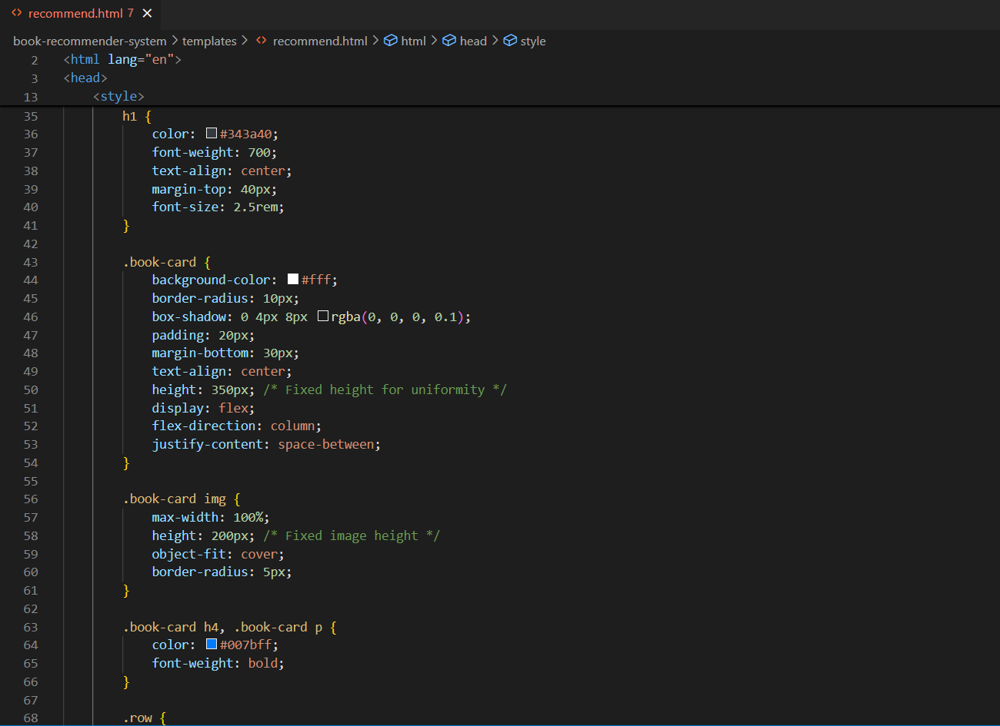 recommend.html 7
book-recommender-system > templates > <> recommend.html > html > head > style
2 <html lang="en">
3 <head>
13 <style>
35 h1 {
36 color: #343a40;
37 font-weight: 700;
38 text-align: center;
39 margin-top: 40px;
40 font-size: 2.5rem;
41 }
42
43 .book-card {
44 background-color: #fff;
45 border-radius: 10px;
46 box-shadow: 0 4px 8px rgba(0, 0, 0, 0.1);
47 padding: 20px;
48 margin-bottom: 30px;
49 text-align: center;
50 height: 350px; /* Fixed height for uniformity */
51 display: flex;
52 flex-direction: column;
53 justify-content: space-between;
54 }
55
56 .book-card img {
57 max-width: 100%;
58 height: 200px; /* Fixed image height */
59 object-fit: cover;
60 border-radius: 5px;
61 }
62
63 .book-card h4, .book-card p {
64 color: #007bff;
65 font-weight: bold;
66 }
67
68 .row {